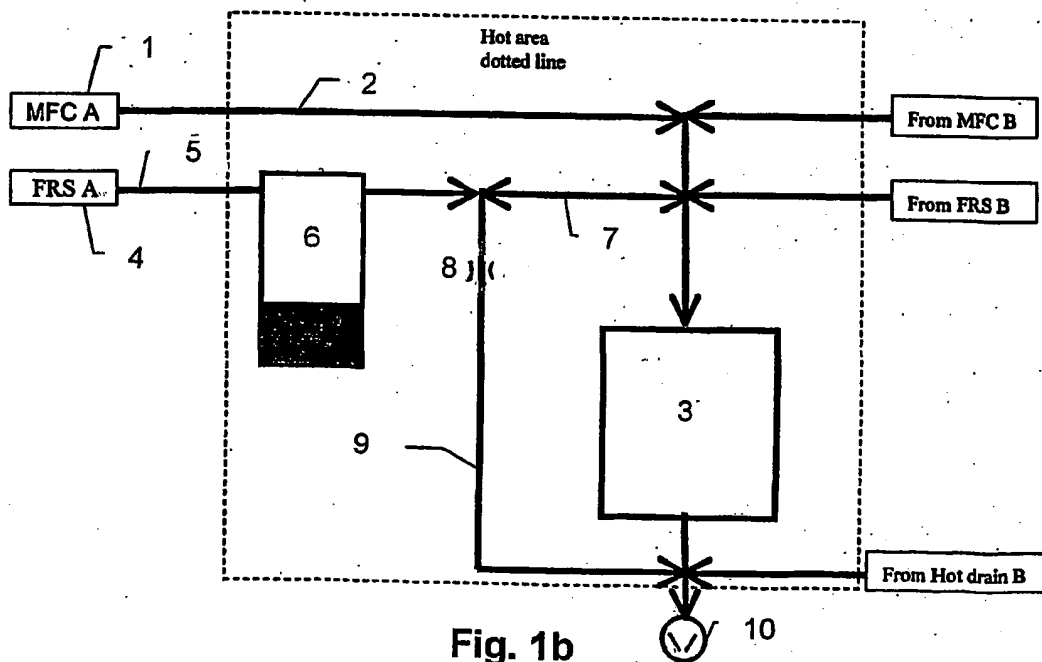 Hot area
dotted line
1
2
MFC A
From MFC B
5
FRS A
From FRS B
4
6
7
8
3
9
From Hot drain B
10
Fig. 1b